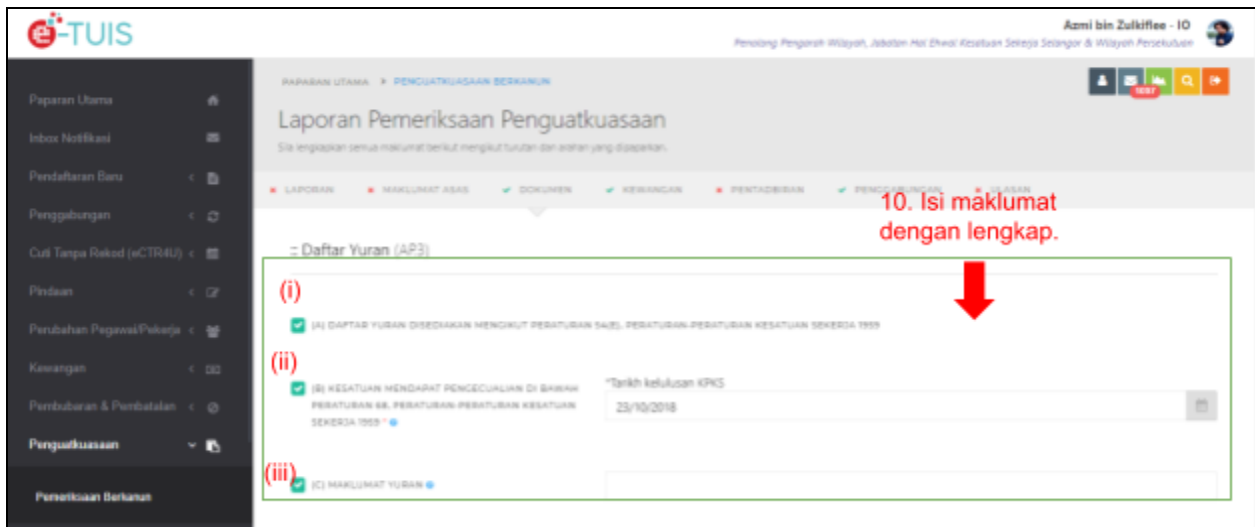 e-TUIS
Azmi bin Zulkiflee - IO
Penolong Pengarah Wilayah, Jabatan Hal Ehwal Kesatuan Sekerja Selangor & Wilayah Persekutuan
PAPARAN UTAMA > PENGUATKUASAAN BERKANUN
1097
Laporan Pemeriksaan Penguatkuasaan
Sila lengkapkan semua maklumat berikut mengikut turutan dan arahan yang dipaparkan.
Paparan Utama
Inbox Notifikasi
Pendaftaran Baru
Penggabungan
Cuti Tanpa Rekod (eCTR4U)
Pindaan
Perubahan Pegawai/Pekerja
Kewangan
Pembubaran & Pembatalan
Penguatkuasaan
Pemeriksaan Berkanun
LAPORAN MAKLUMAT ASAS DOKUMEN KEWANGAN PENTADBIRAN PENGGABUNGAN ULASAN
10. Isi maklumat
dengan lengkap.
:: Daftar Yuran (AP3)
(i)
(A) DAFTAR YURAN DISEDIAKAN MENGIKUT PERATURAN 54(E), PERATURAN-PERATURAN KESATUAN SEKERJA 1959
(ii)
(B) KESATUAN MENDAPAT PENGECUALIAN DI BAWAH
PERATURAN 68, PERATURAN-PERATURAN KESATUAN
SEKERJA 1959 *
*Tarikh kelulusan KPKS
23/10/2018
(iii)
(C) MAKLUMAT YURAN